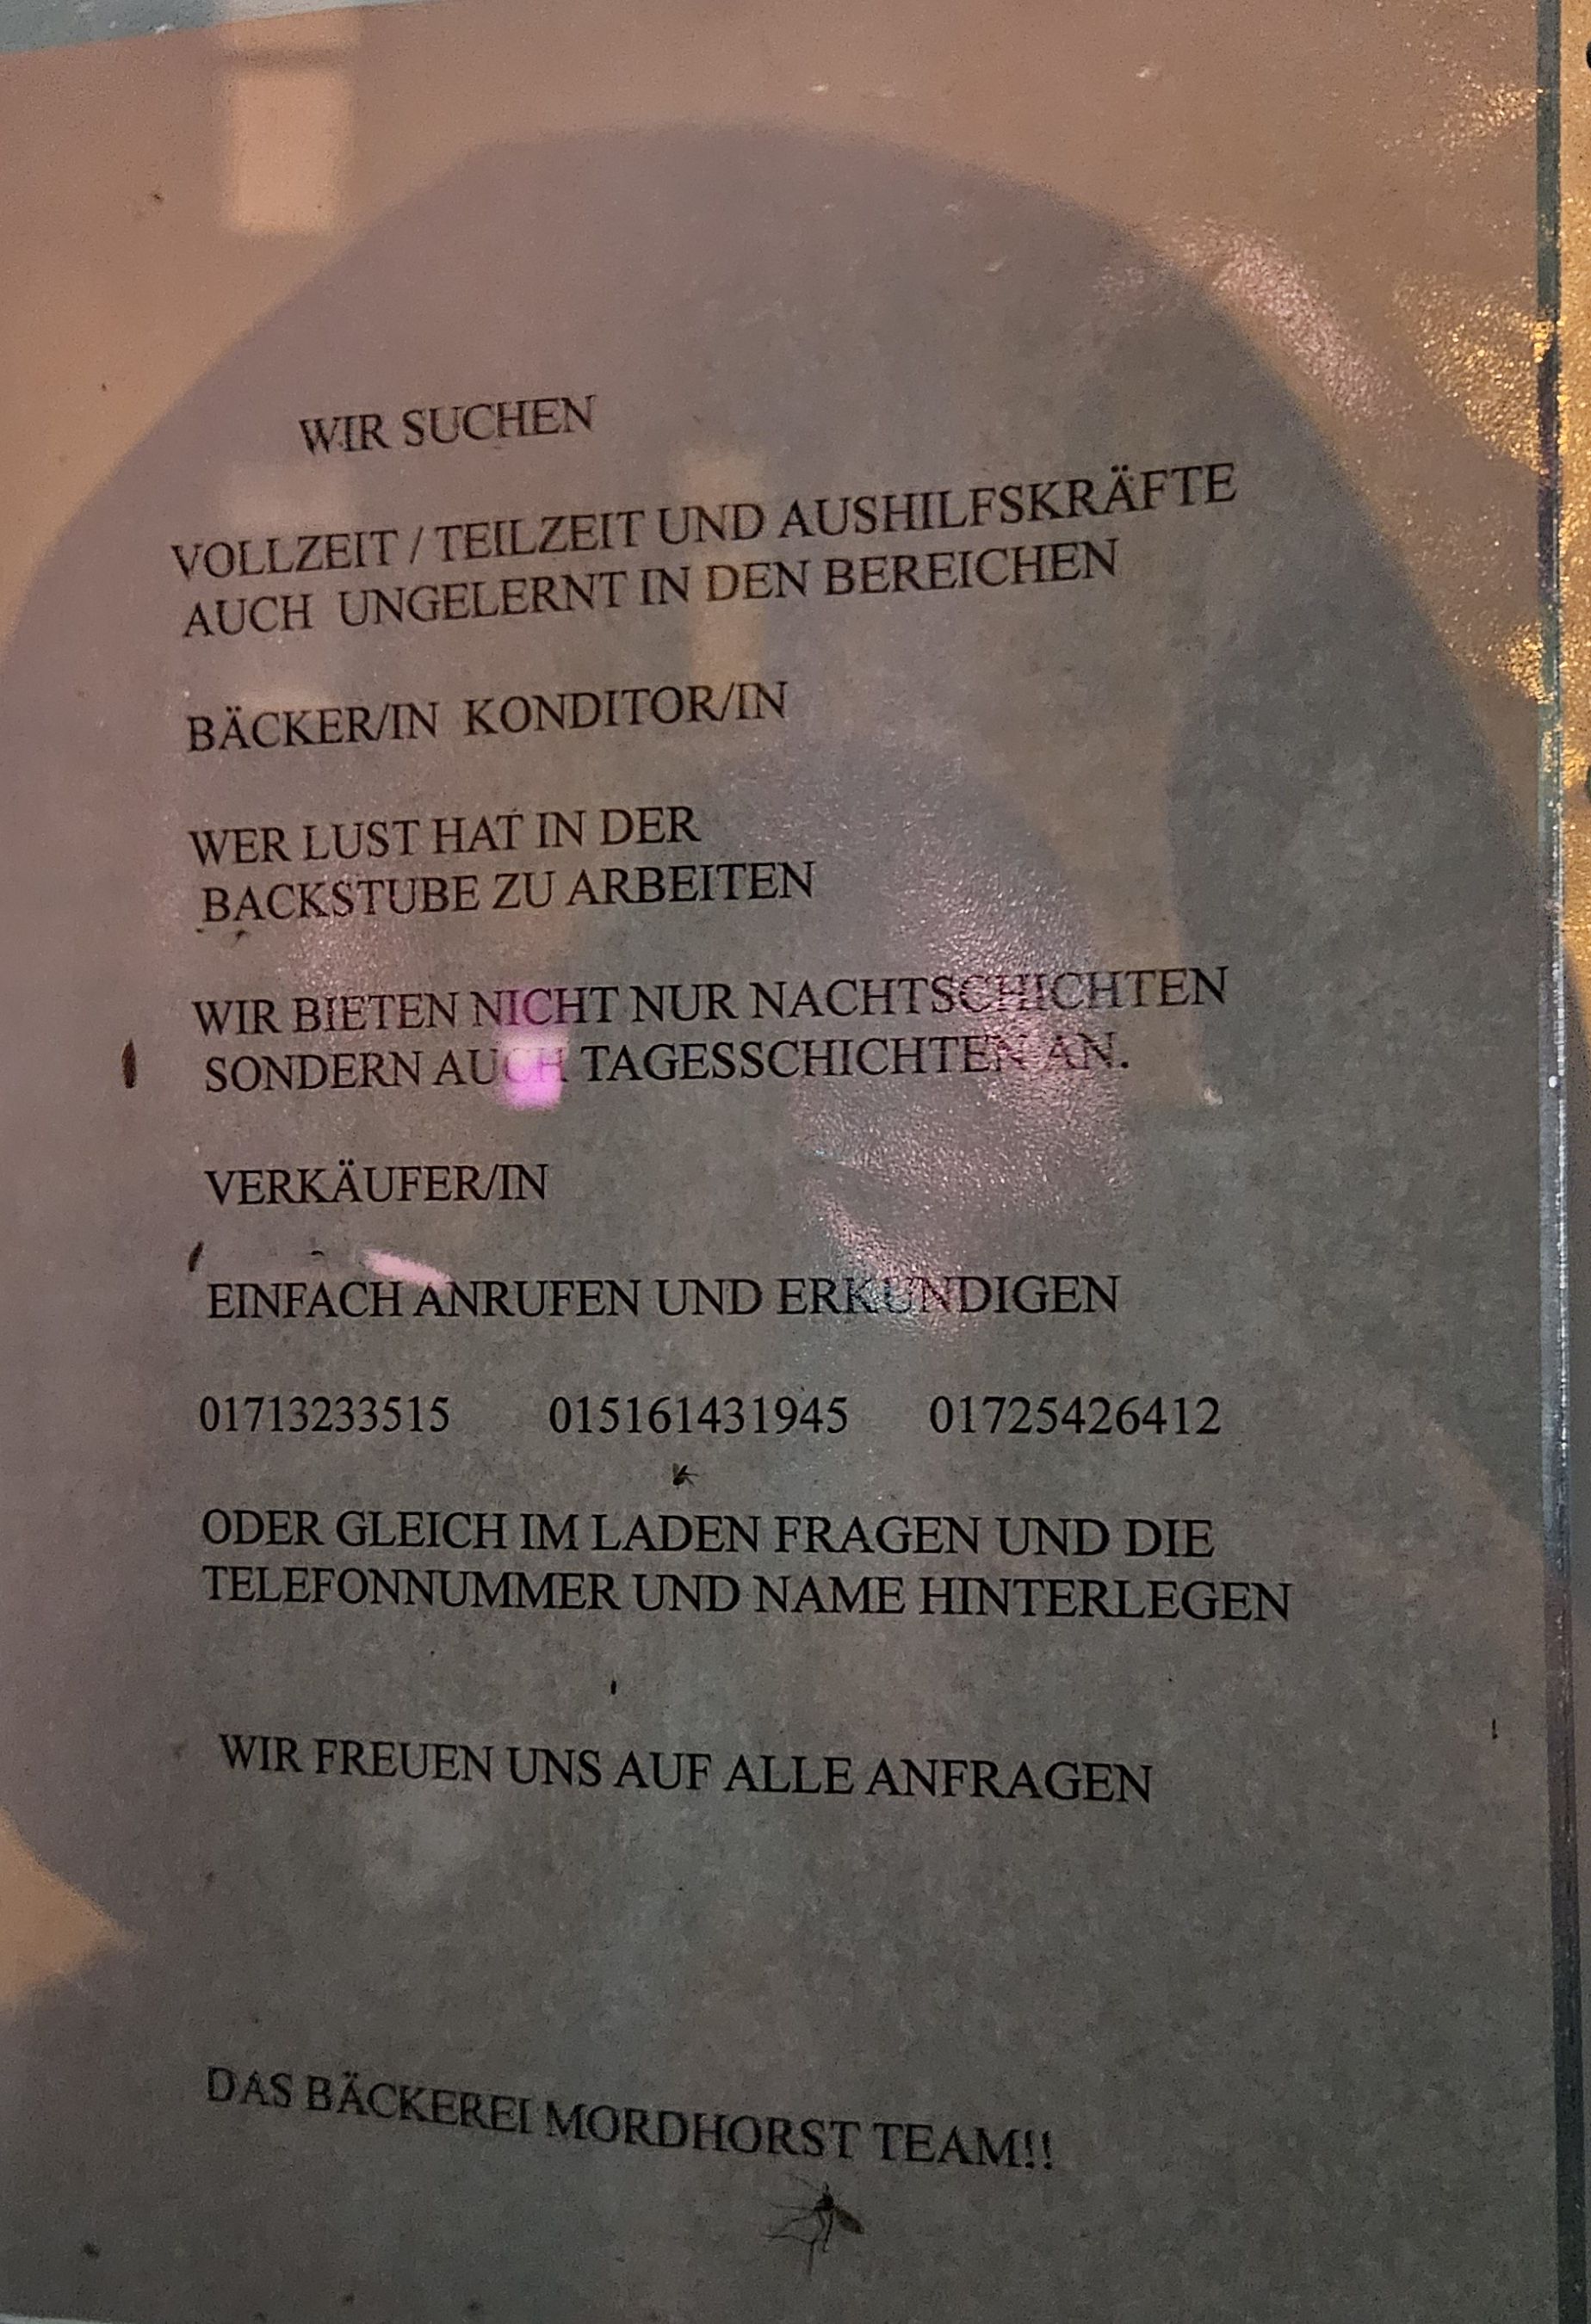 WIR SUCHEN
VOLLZEIT / TEILZEIT UND AUSHILFSKRÄFTE
AUCH UNGELERNT IN DEN BEREICHEN
BÄCKER/IN KONDITOR/IN
WER LUST HAT IN DER
BACKSTUBE ZU ARBEITEN
WIR BIETEN NICHT NUR NACHTSCHICHTEN
SONDERN AUCH TAGESSCHICHTEN AN.
VERKÄUFER/IN
EINFACH ANRUFEN UND ERKUNDIGEN
01713233515 015161431945 01725426412
ODER GLEICH IM LADEN FRAGEN UND DIE
TELEFONNUMMER UND NAME HINTERLEGEN
WIR FREUEN UNS AUF ALLE ANFRAGEN
DAS BÄCKEREI MORDHORST TEAM!!